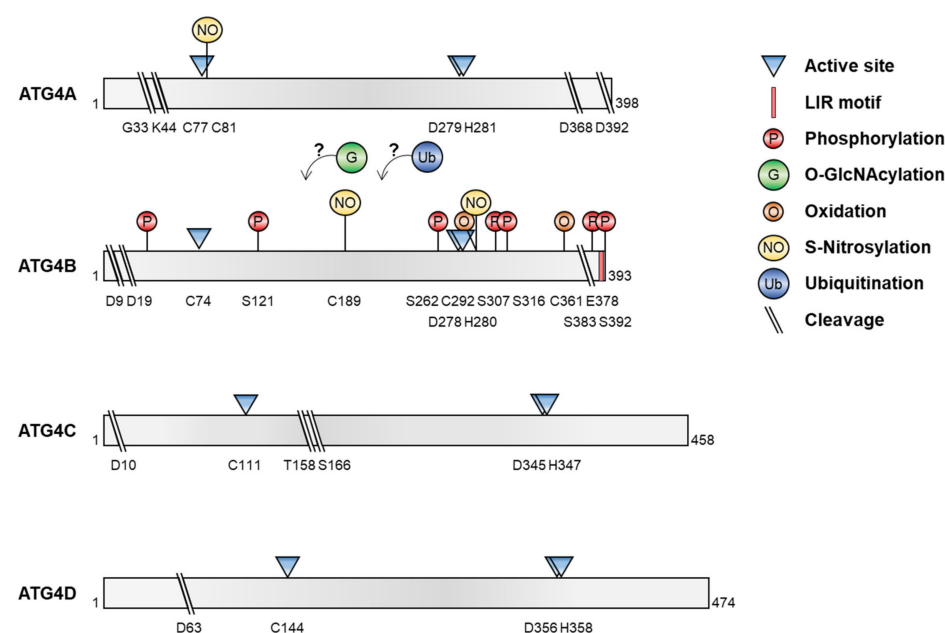 NO
ATG4A
1
398
G33 K44 C77 C81 D279 H281 D368 D392
? G ? Ub
NO NO
P P P O P P O P P
ATG4B
1
393
D9 D19 C74 S121 C189 S262 C292 S307 S316 C361 E378
D278 H280 S383 S392
ATG4C
1
458
D10 C111 T158 S166 D345 H347
ATG4D
1
474
D63 C144 D356 H358
Active site
LIR motif
P Phosphorylation
G O-GlcNAcylation
O Oxidation
NO S-Nitrosylation
Ub Ubiquitination
Cleavage